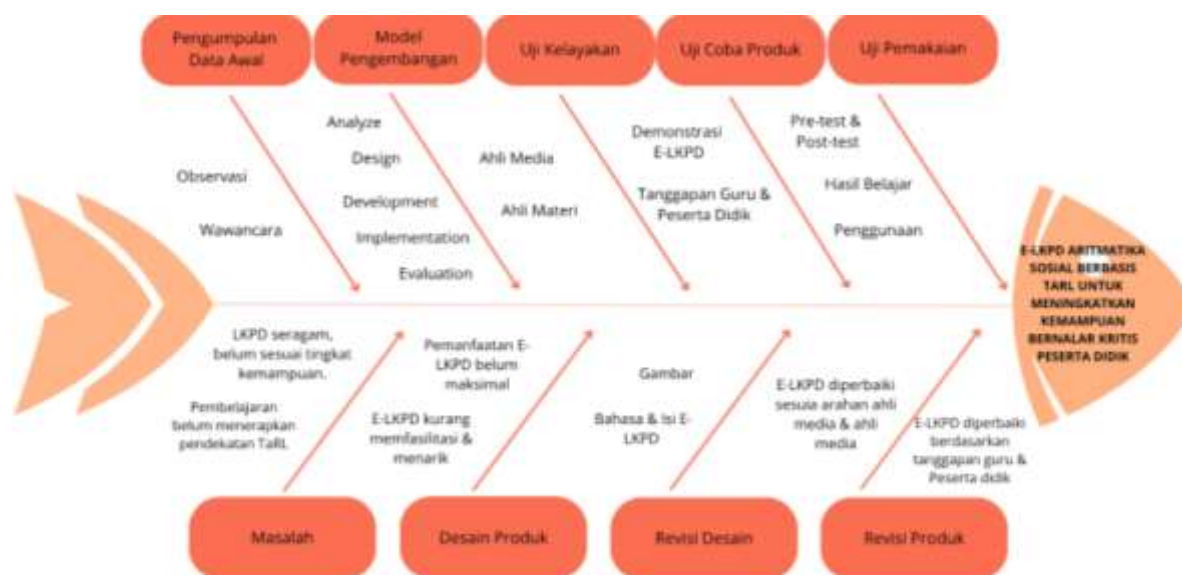 Pengumpulan
Data Awal
Model
Pengembangan
Uji Kelayakan
Uji Coba Produk
Uji Pemakaian
Observasi
Wawancara
Analyze
Design
Development
Implementation
Evaluation
Ahli Media
Ahli Materi
Demonstrasi
E-LKPD
Tanggapan Guru &
Peserta Didik
Pre-test &
Post-test
Hasil Belajar
Penggunaan
E-LKPD ARITMATIKA
SOSIAL BERBASIS
TARL UNTUK
MENINGKATKAN
KEMAMPUAN
BERNALAR KRITIS
PESERTA DIDIK
LKPD seragam,
belum sesuai tingkat
kemampuan.
Pembelajaran
belum menerapkan
pendekatan TaRL
Pemanfaatan E-
LKPD belum
maksimal
E-LKPD kurang
memfasilitasi &
menarik
Gambar
Bahasa & Isi E-
LKPD
E-LKPD diperbaiki
sesuia arahan ahli
media & ahli
media
E-LKPD diperbaiki
berdasarkan
tanggapan guru &
Peserta didik
Masalah
Desain Produk
Revisi Desain
Revisi Produk